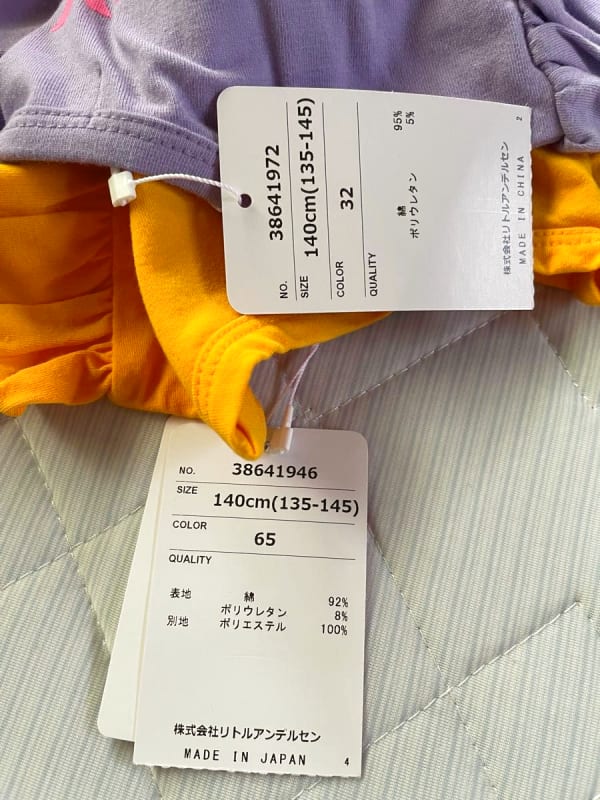 NO. 38641972
SIZE 140cm(135-145)
COLOR 32
QUALITY
綿 95%
ポリウレタン 5%
株式会社リトルアンデルセン
MADE IN CHINA 2
NO. 38641946
SIZE 140cm(135-145)
COLOR 65
QUALITY
表地 綿 92%
ポリウレタン 8%
別地 ポリエステル 100%
株式会社リトルアンデルセン
MADE IN JAPAN 4